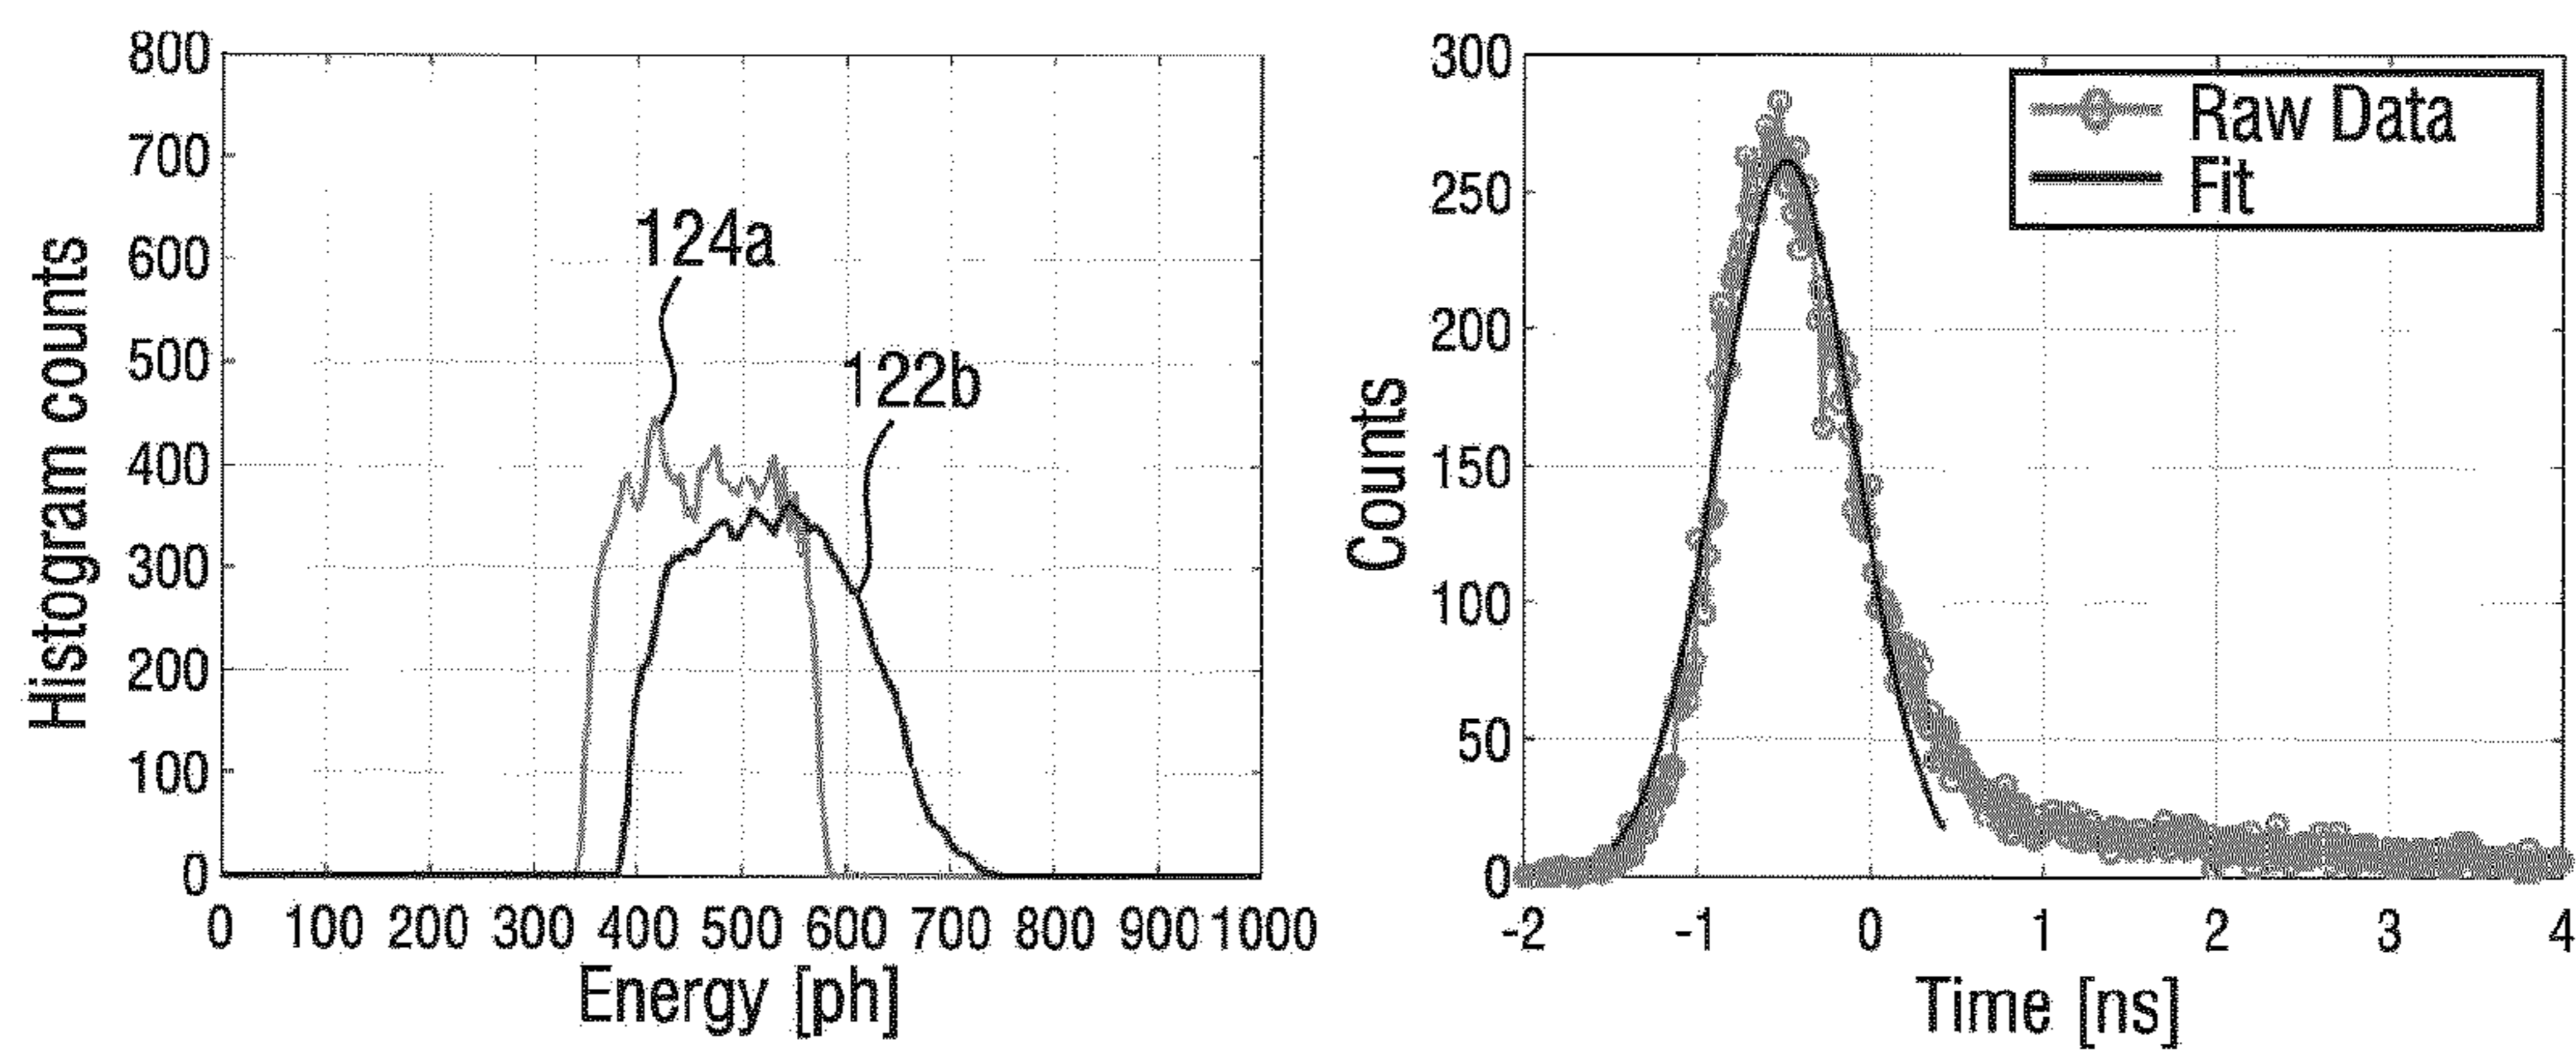 800
700
600
500
400
300
200
100
0
Histogram counts
124a
122b
0 100 200 300 400 500 600 700 800 900 1000
Energy [ph]
300
250
200
150
100
50
0
Counts
Raw Data
Fit
-2 -1 0 1 2 3 4
Time [ns]